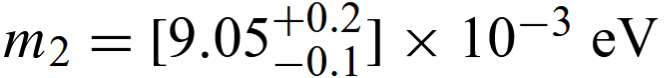 m₂ = [9.05⁺⁰·²₋₀.₁] × 10⁻³ eV